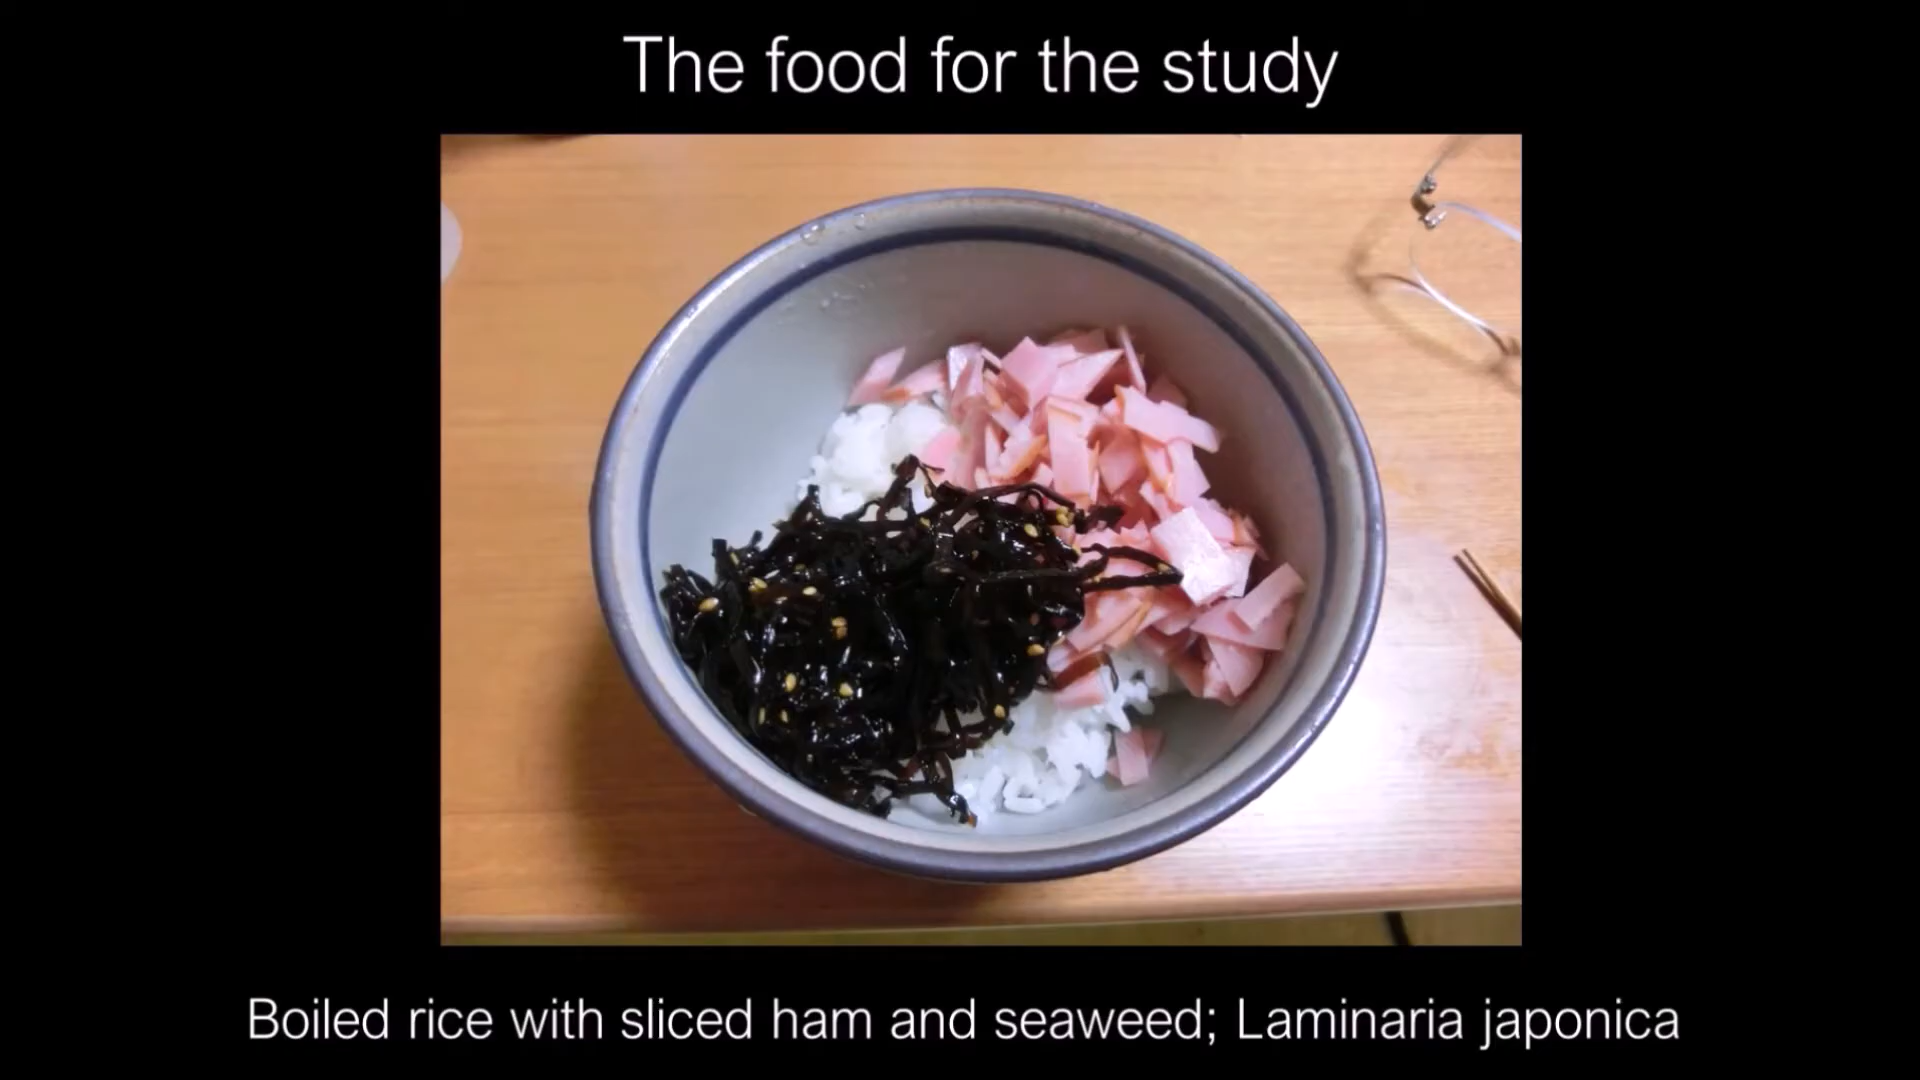 The food for the study
Boiled rice with sliced ham and seaweed; Laminaria japonica